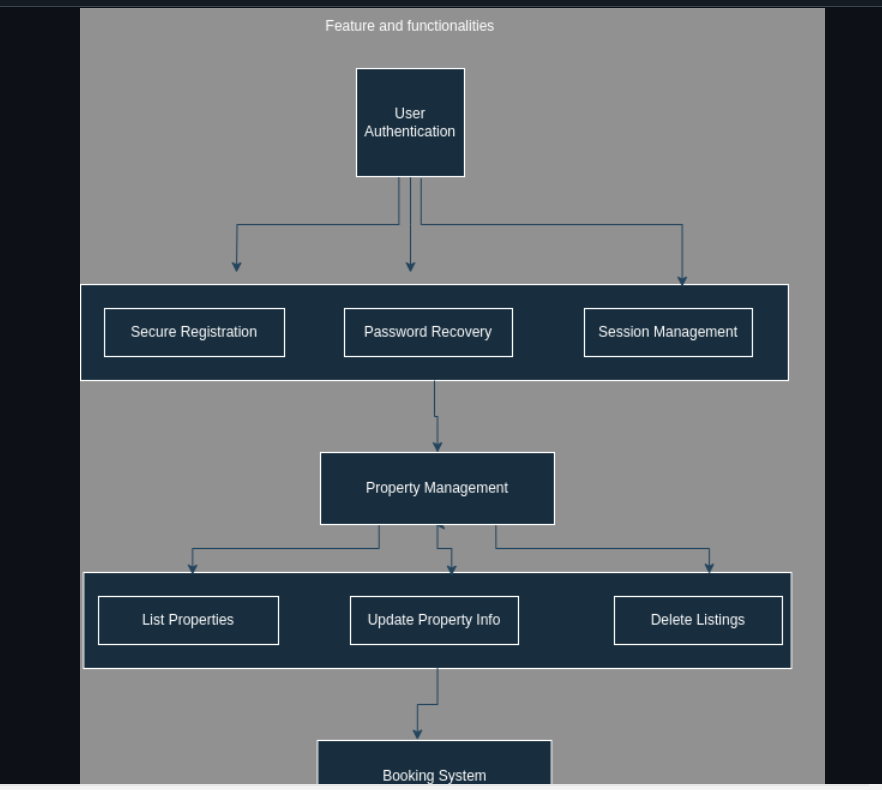 Feature and functionalities
User
Authentication
Secure Registration
Password Recovery
Session Management
Property Management
List Properties
Update Property Info
Delete Listings
Booking System